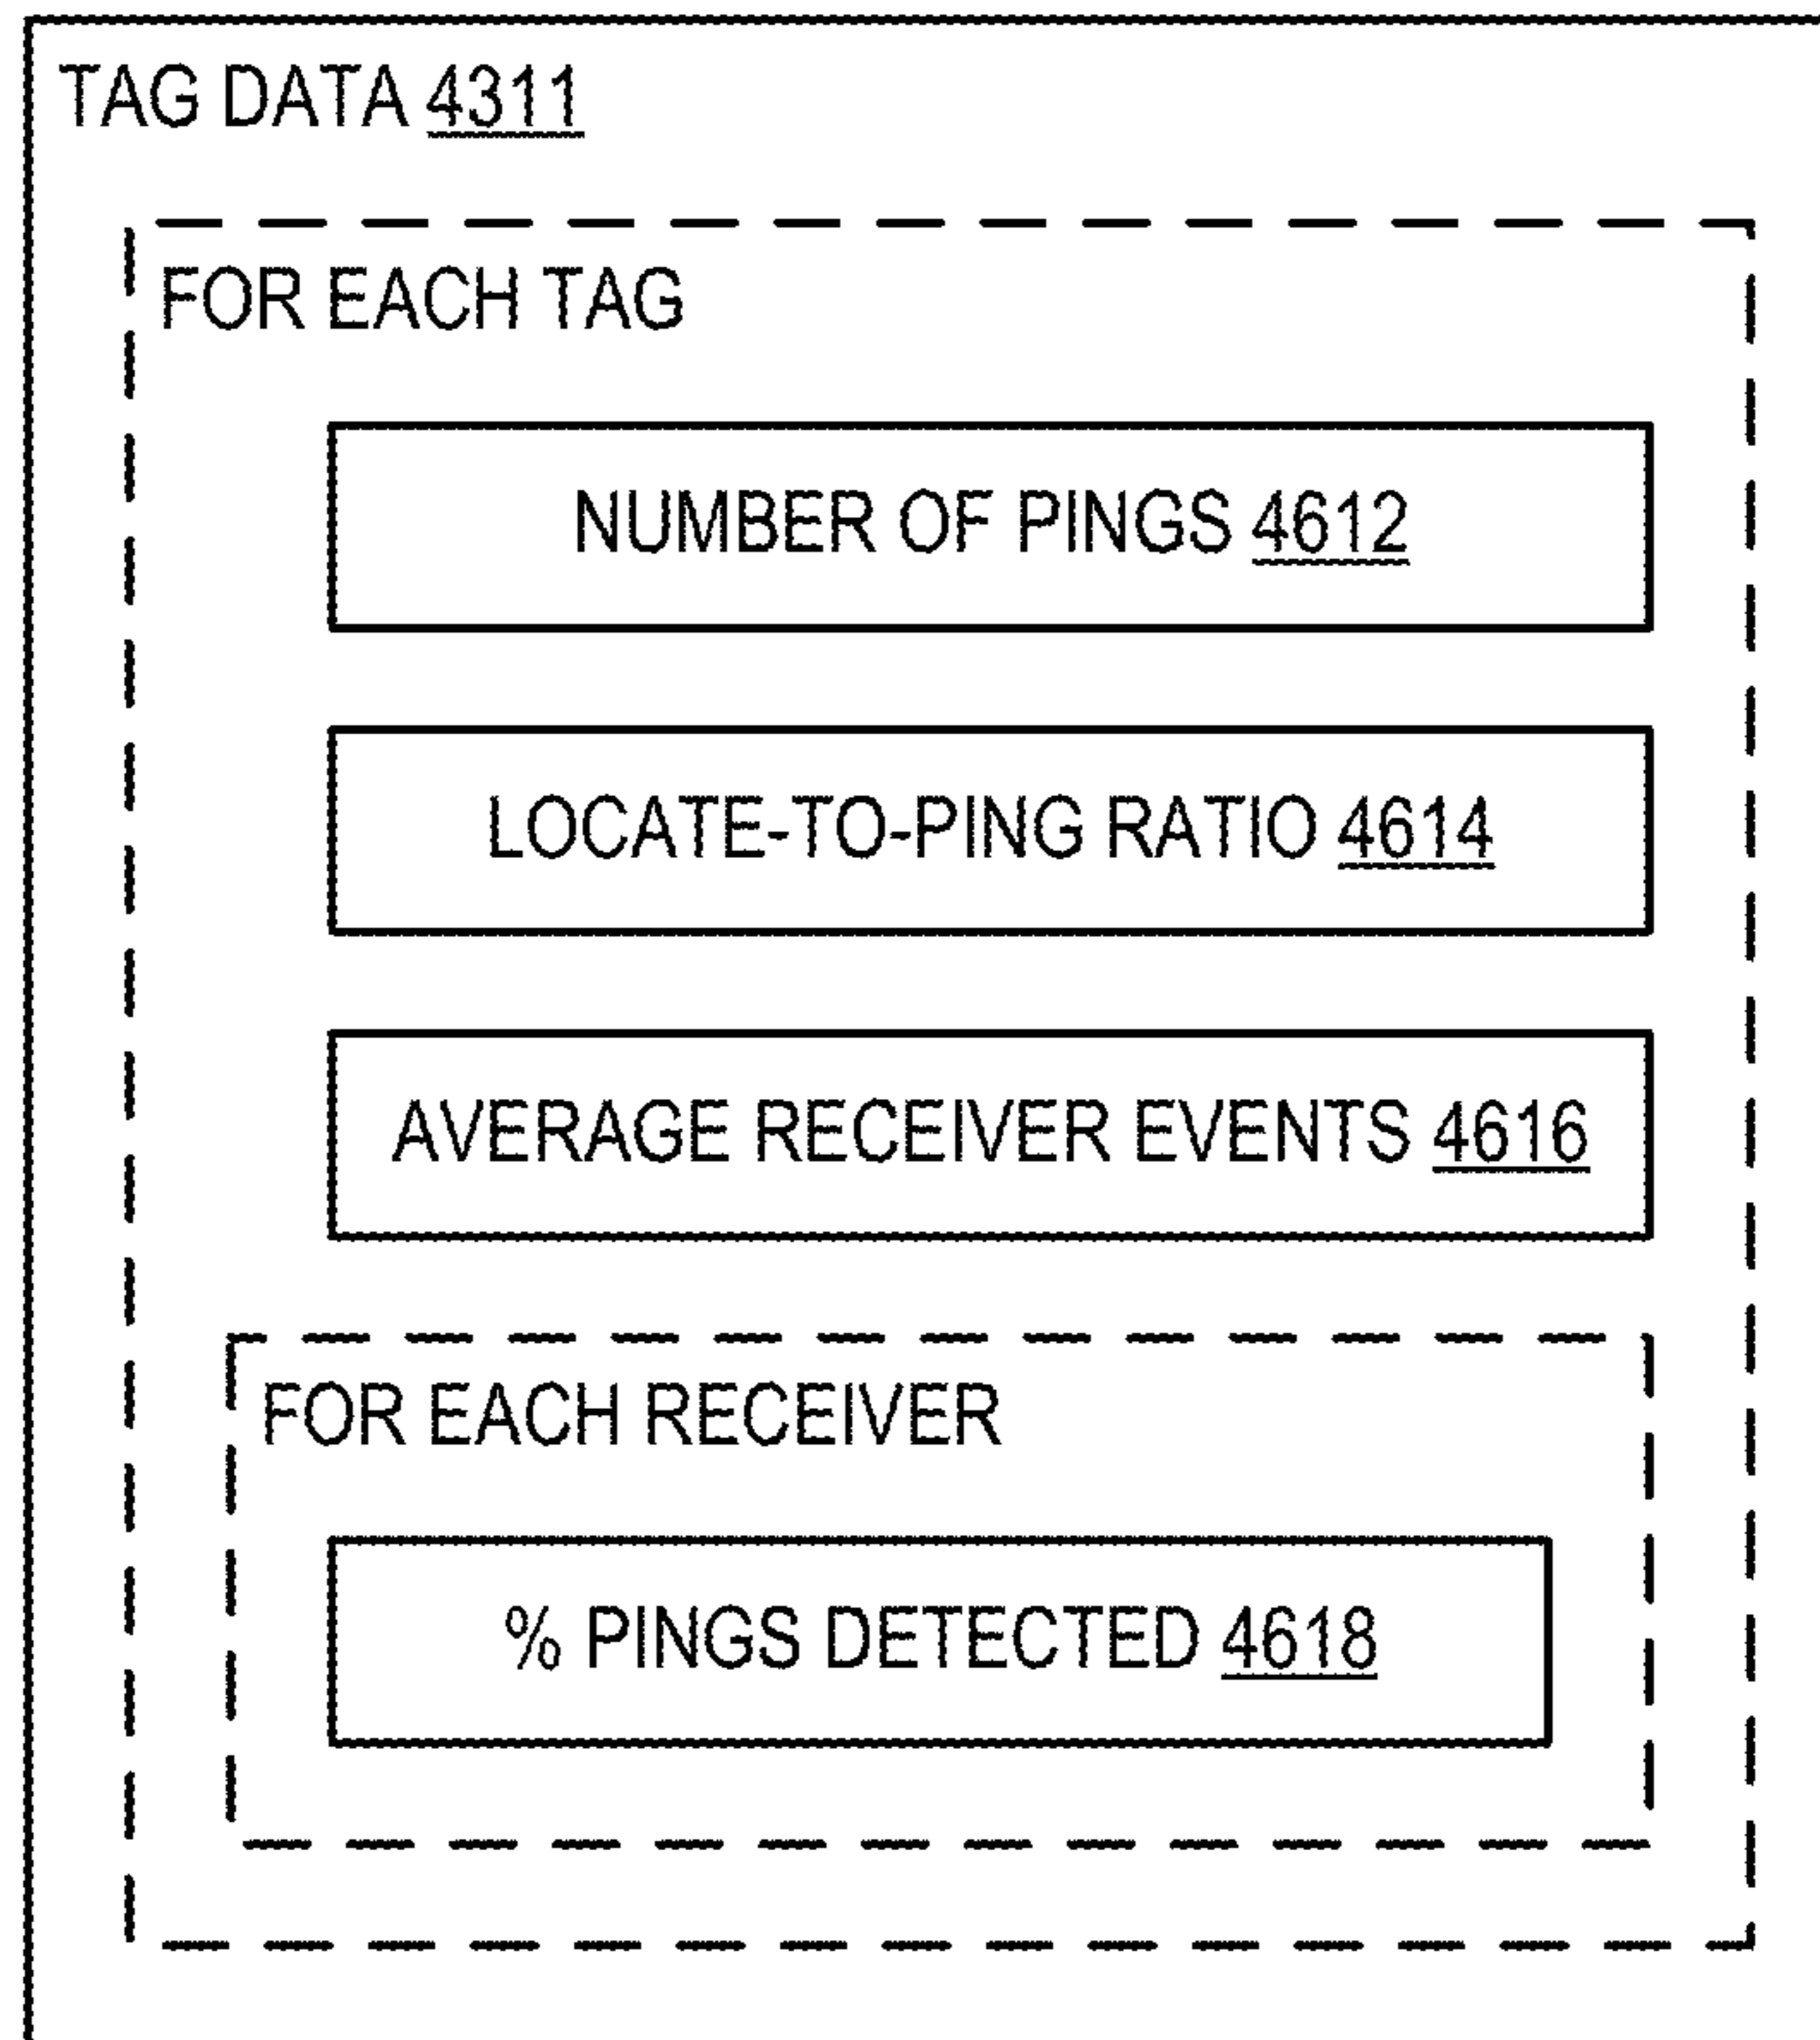 TAG DATA 4311
FOR EACH TAG
NUMBER OF PINGS 4612
LOCATE-TO-PING RATIO 4614
AVERAGE RECEIVER EVENTS 4616
FOR EACH RECEIVER
% PINGS DETECTED 4618